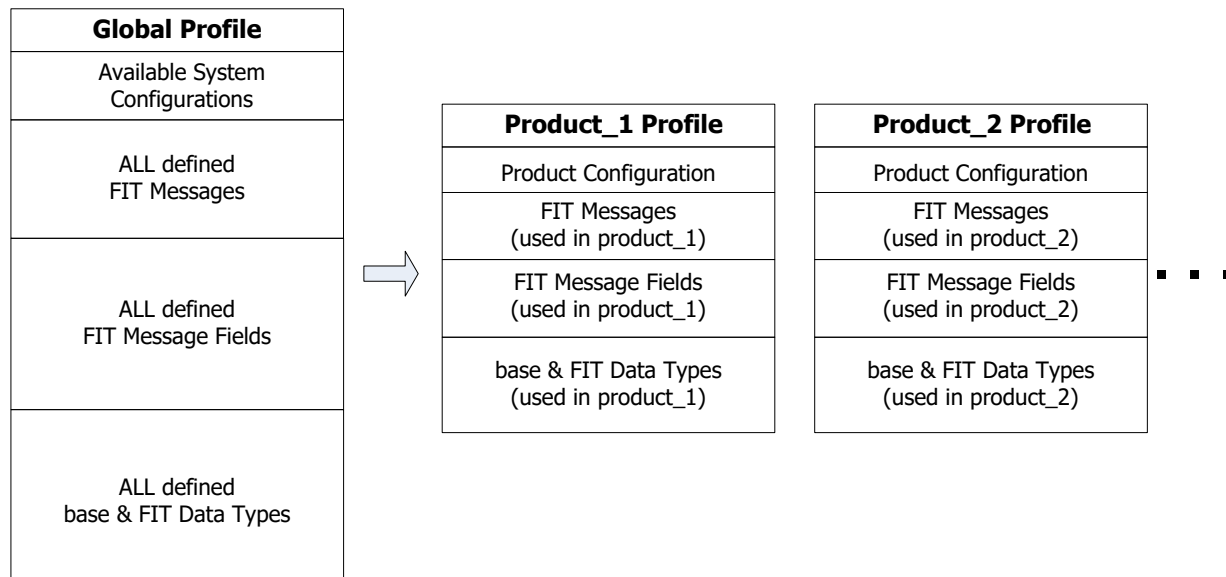 Global Profile
Available System
Configurations
ALL defined
FIT Messages
ALL defined
FIT Message Fields
ALL defined
base & FIT Data Types
Product_1 Profile
Product Configuration
FIT Messages
(used in product_1)
FIT Message Fields
(used in product_1)
base & FIT Data Types
(used in product_1)
Product_2 Profile
Product Configuration
FIT Messages
(used in product_2)
FIT Message Fields
(used in product_2)
base & FIT Data Types
(used in product_2)